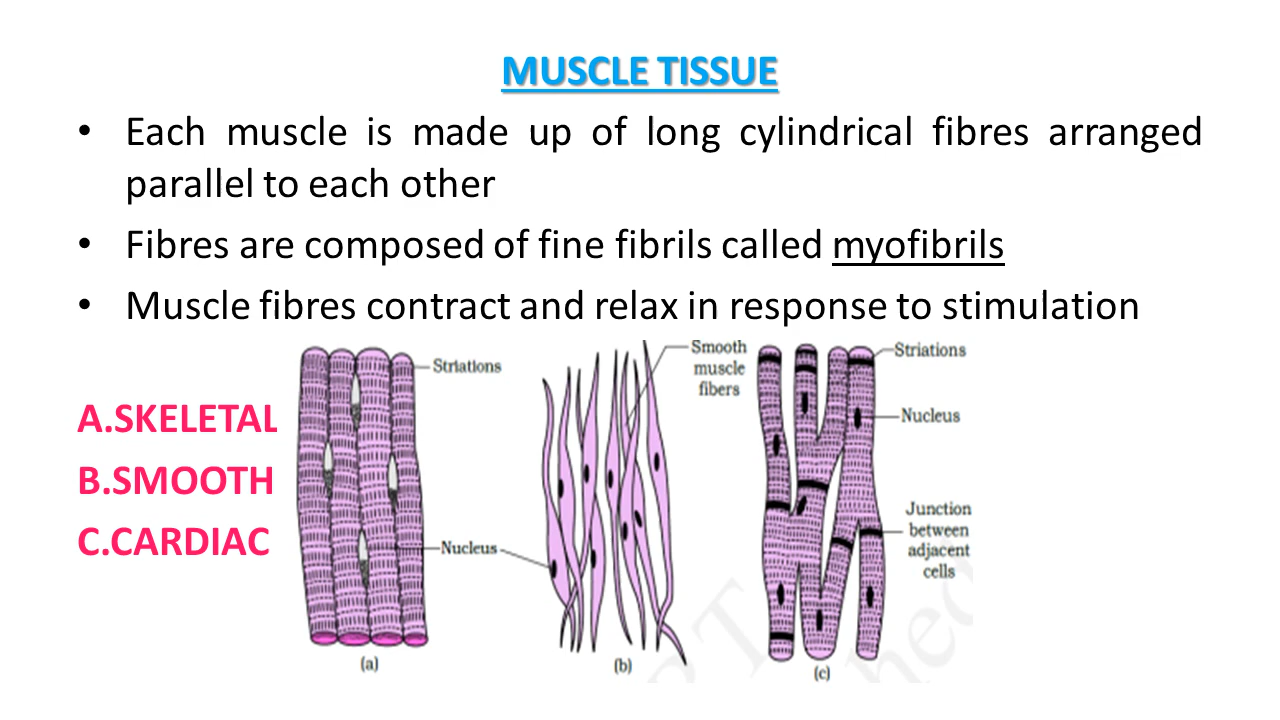 MUSCLE TISSUE
• Each muscle is made up of long cylindrical fibres arranged
parallel to each other
• Fibres are composed of fine fibrils called myofibrils
• Muscle fibres contract and relax in response to stimulation
A.SKELETAL
B.SMOOTH
C.CARDIAC
Striations
Nucleus
(a)
Smooth
muscle
fibers
(b)
Striations
Nucleus
Junction
between
adjacent
cells
(c)